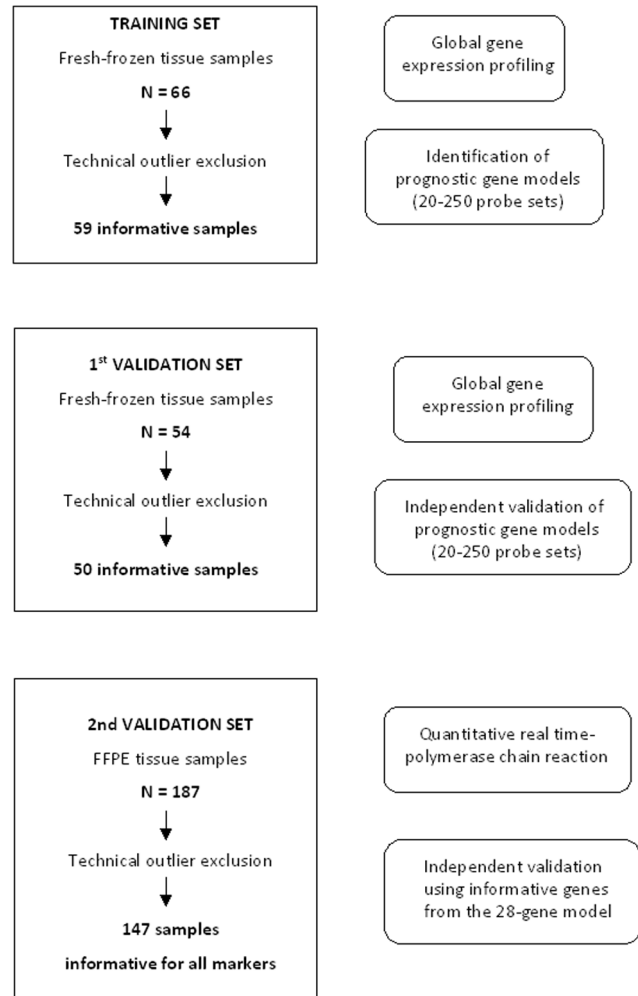 TRAINING SET
Fresh-frozen tissue samples
N = 66
Technical outlier exclusion
59 informative samples
Global gene
expression profiling
Identification of
prognostic gene models
(20-250 probe sets)
1st VALIDATION SET
Fresh-frozen tissue samples
N = 54
Technical outlier exclusion
50 informative samples
Global gene
expression profiling
Independent validation of
prognostic gene models
(20-250 probe sets)
2nd VALIDATION SET
FFPE tissue samples
N = 187
Technical outlier exclusion
147 samples
informative for all markers
Quantitative real time-
polymerase chain reaction
Independent validation
using informative genes
from the 28-gene model